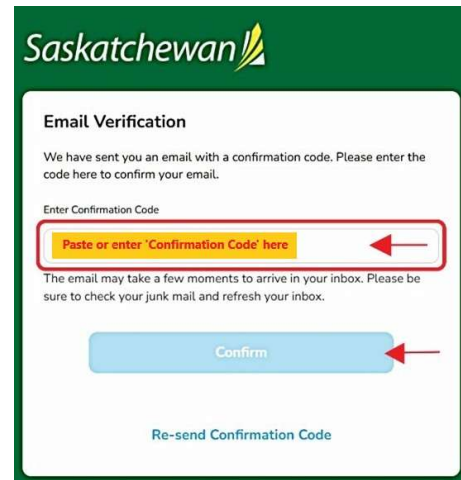 Saskatchewan
Email Verification
We have sent you an email with a confirmation code. Please enter the
code here to confirm your email.
Enter Confirmation Code
Paste or enter 'Confirmation Code' here
The email may take a few moments to arrive in your inbox. Please be
sure to check your junk mail and refresh your inbox.
Confirm
Re-send Confirmation Code